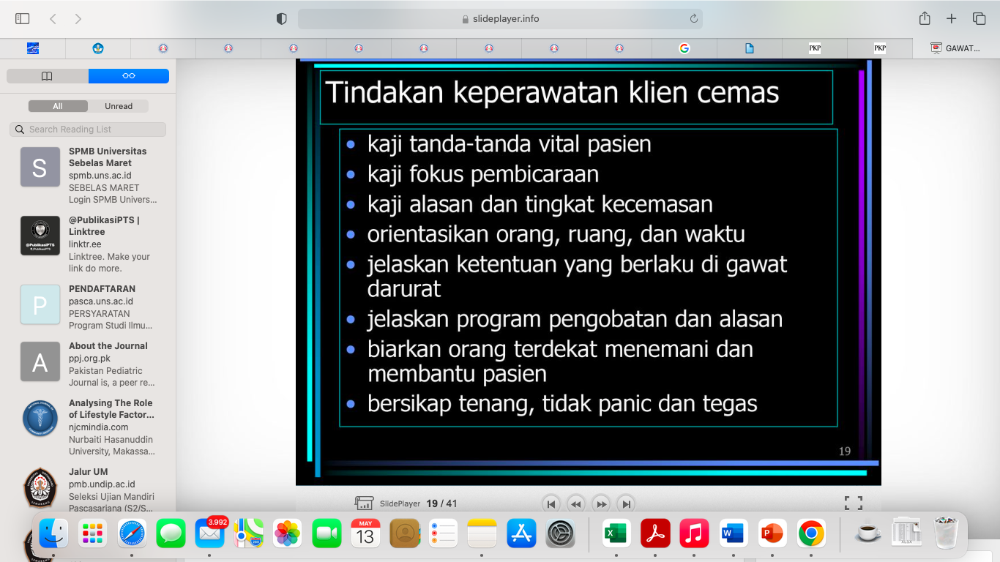 slideplayer.info
PKP
PKP
GAWAT...
All
Unread
Search Reading List
S
SPMB Universitas
Sebelas Maret
spmb.uns.ac.id
SEBELAS MARET
Login SPMB Univers...
@PublikasiPTS |
Linktree
linktr.ee
Linktree. Make your
link do more.
P
PENDAFTARAN
pasca.uns.ac.id
PERSYARATAN
Program Studi Ilmu...
A
About the Journal
ppj.org.pk
Pakistan Pediatric
Journal is, a peer re...
Analysing The Role
of Lifestyle Factor...
njcmindia.com
Nurbaiti Hasanuddin
University, Makassa...
Jalur UM
pmb.undip.ac.id
Seleksi Ujian Mandiri
Pascasariana (S2/S...
Tindakan keperawatan klien cemas
• kaji tanda-tanda vital pasien
• kaji fokus pembicaraan
• kaji alasan dan tingkat kecemasan
• orientasikan orang, ruang, dan waktu
• jelaskan ketentuan yang berlaku di gawat
darurat
• jelaskan program pengobatan dan alasan
• biarkan orang terdekat menemani dan
membantu pasien
• bersikap tenang, tidak panic dan tegas
19
SlidePlayer 19 / 41
3.992
MAY
13
XLSX